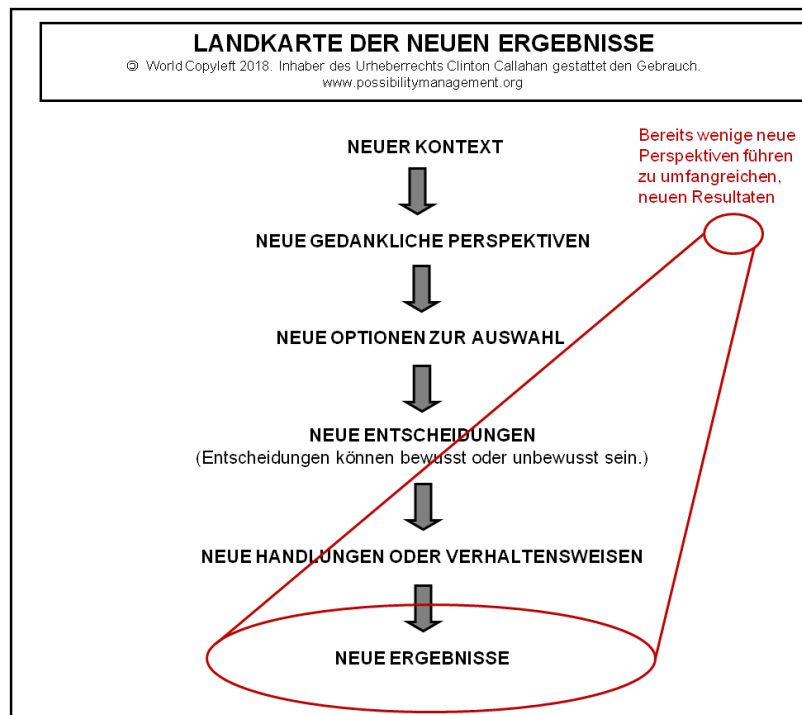 LANDKARTE DER NEUEN ERGEBNISSE
© World Copyleft 2018. Inhaber des Urheberrechts Clinton Callahan gestattet den Gebrauch.
www.possibilitymanagement.org
Bereits wenige neue
Perspektiven führen
zu umfangreichen,
neuen Resultaten
NEUER KONTEXT
NEUE GEDANKLICHE PERSPEKTIVEN
NEUE OPTIONEN ZUR AUSWAHL
NEUE ENTSCHEIDUNGEN
(Entscheidungen können bewusst oder unbewusst sein.)
NEUE HANDLUNGEN ODER VERHALTENSWEISEN
NEUE ERGEBNISSE